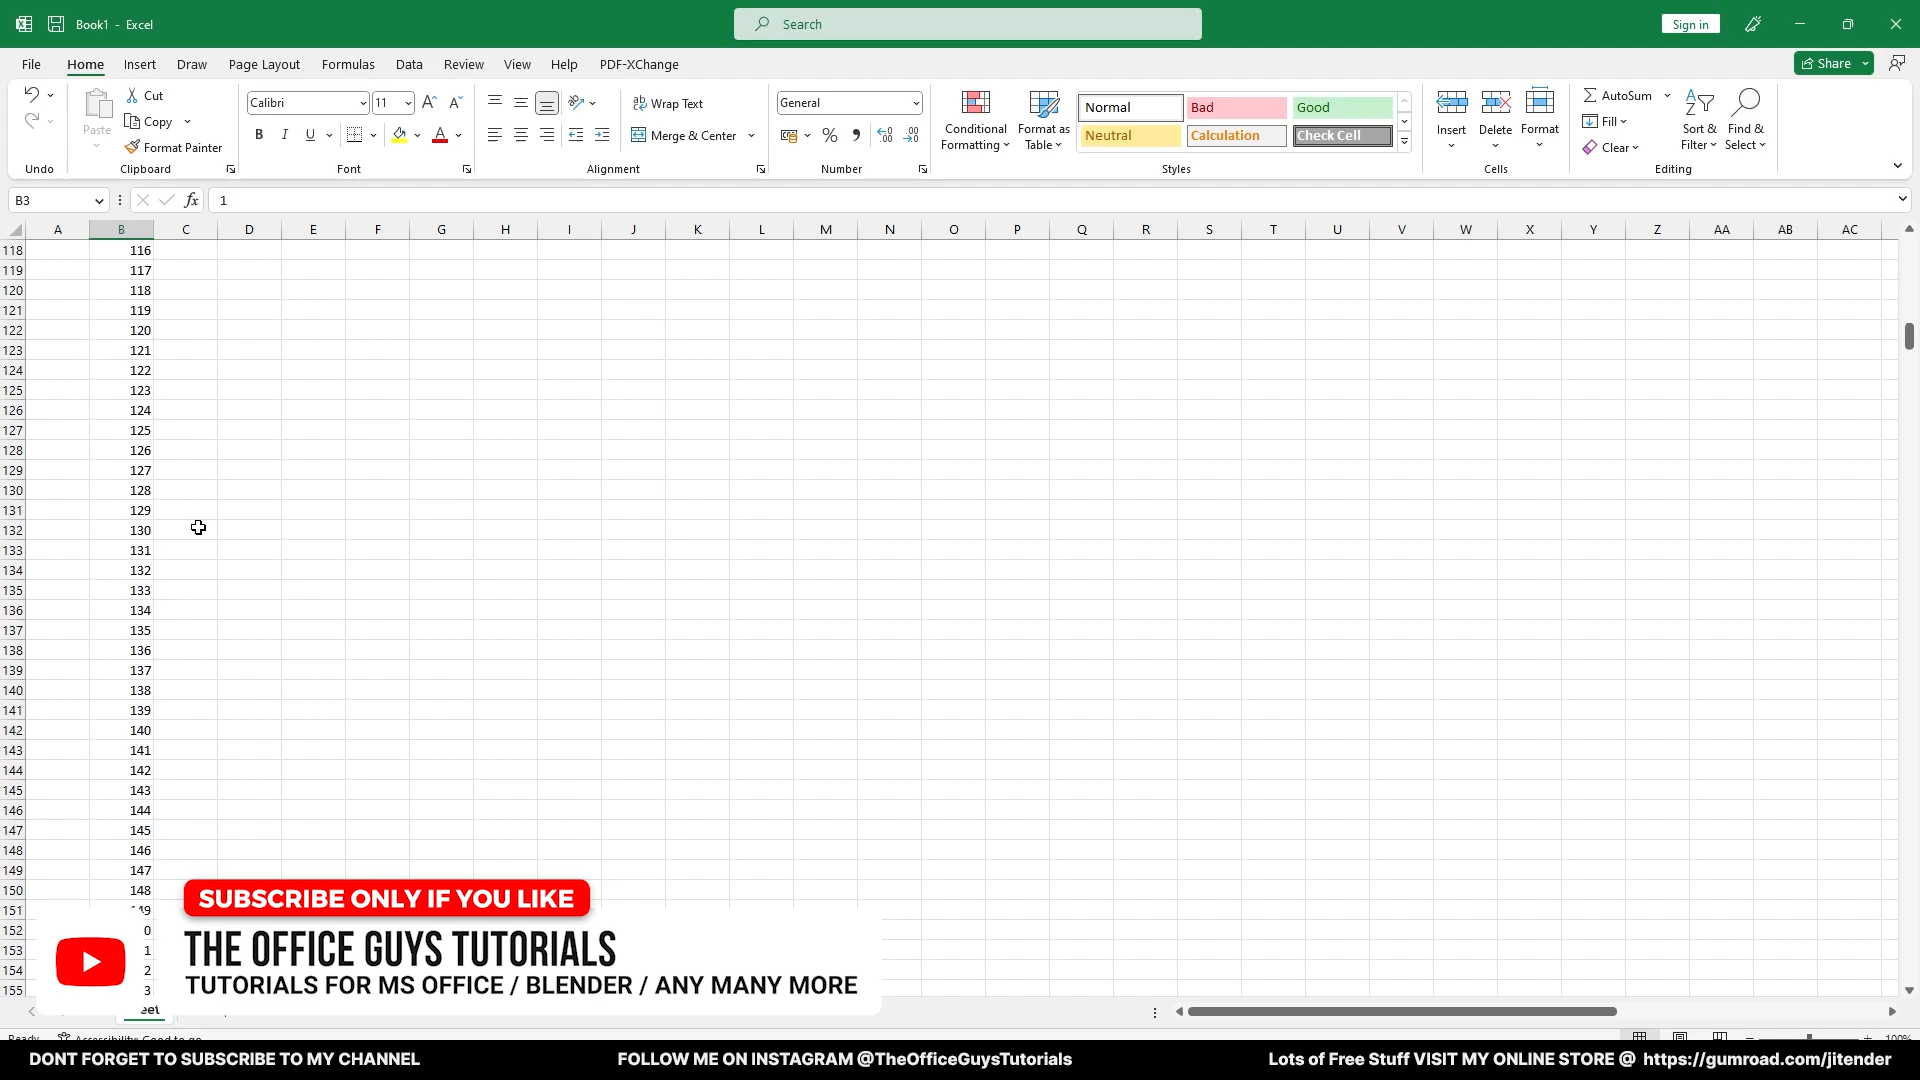 Book1 - Excel
Search
Sign in
File Home Insert Draw Page Layout Formulas Data Review View Help PDF-XChange
Share
Paste
Cut
Copy
Format Painter
Calibri 11
B I U
ab Wrap Text
Merge & Center
General
% ,
Conditional Formatting
Format as Table
Normal Bad Good
Neutral Calculation Check Cell
Insert Delete Format
AutoSum
Fill
Clear
Sort & Filter
Find & Select
Undo Clipboard Font Alignment Number Styles Cells Editing
B3 fx 1
A B C D E F G H I J K L M N O P Q R S T U V W X Y Z AA AB AC
118 116
119 117
120 118
121 119
122 120
123 121
124 122
125 123
126 124
127 125
128 126
129 127
130 128
131 129
132 130
133 131
134 132
135 133
136 134
137 135
138 136
139 137
140 138
141 139
142 140
143 141
144 142
145 143
146 144
147 145
148 146
149 147
150 148
151 49
152 0
153 1
154 2
155 3
SUBSCRIBE ONLY IF YOU LIKE
THE OFFICE GUYS TUTORIALS
TUTORIALS FOR MS OFFICE / BLENDER / ANY MANY MORE
eet
Ready Accessibility: Good to go 100%
DONT FORGET TO SUBSCRIBE TO MY CHANNEL FOLLOW ME ON INSTAGRAM @TheOfficeGuysTutorials Lots of Free Stuff VISIT MY ONLINE STORE @ https://gumroad.com/jitender